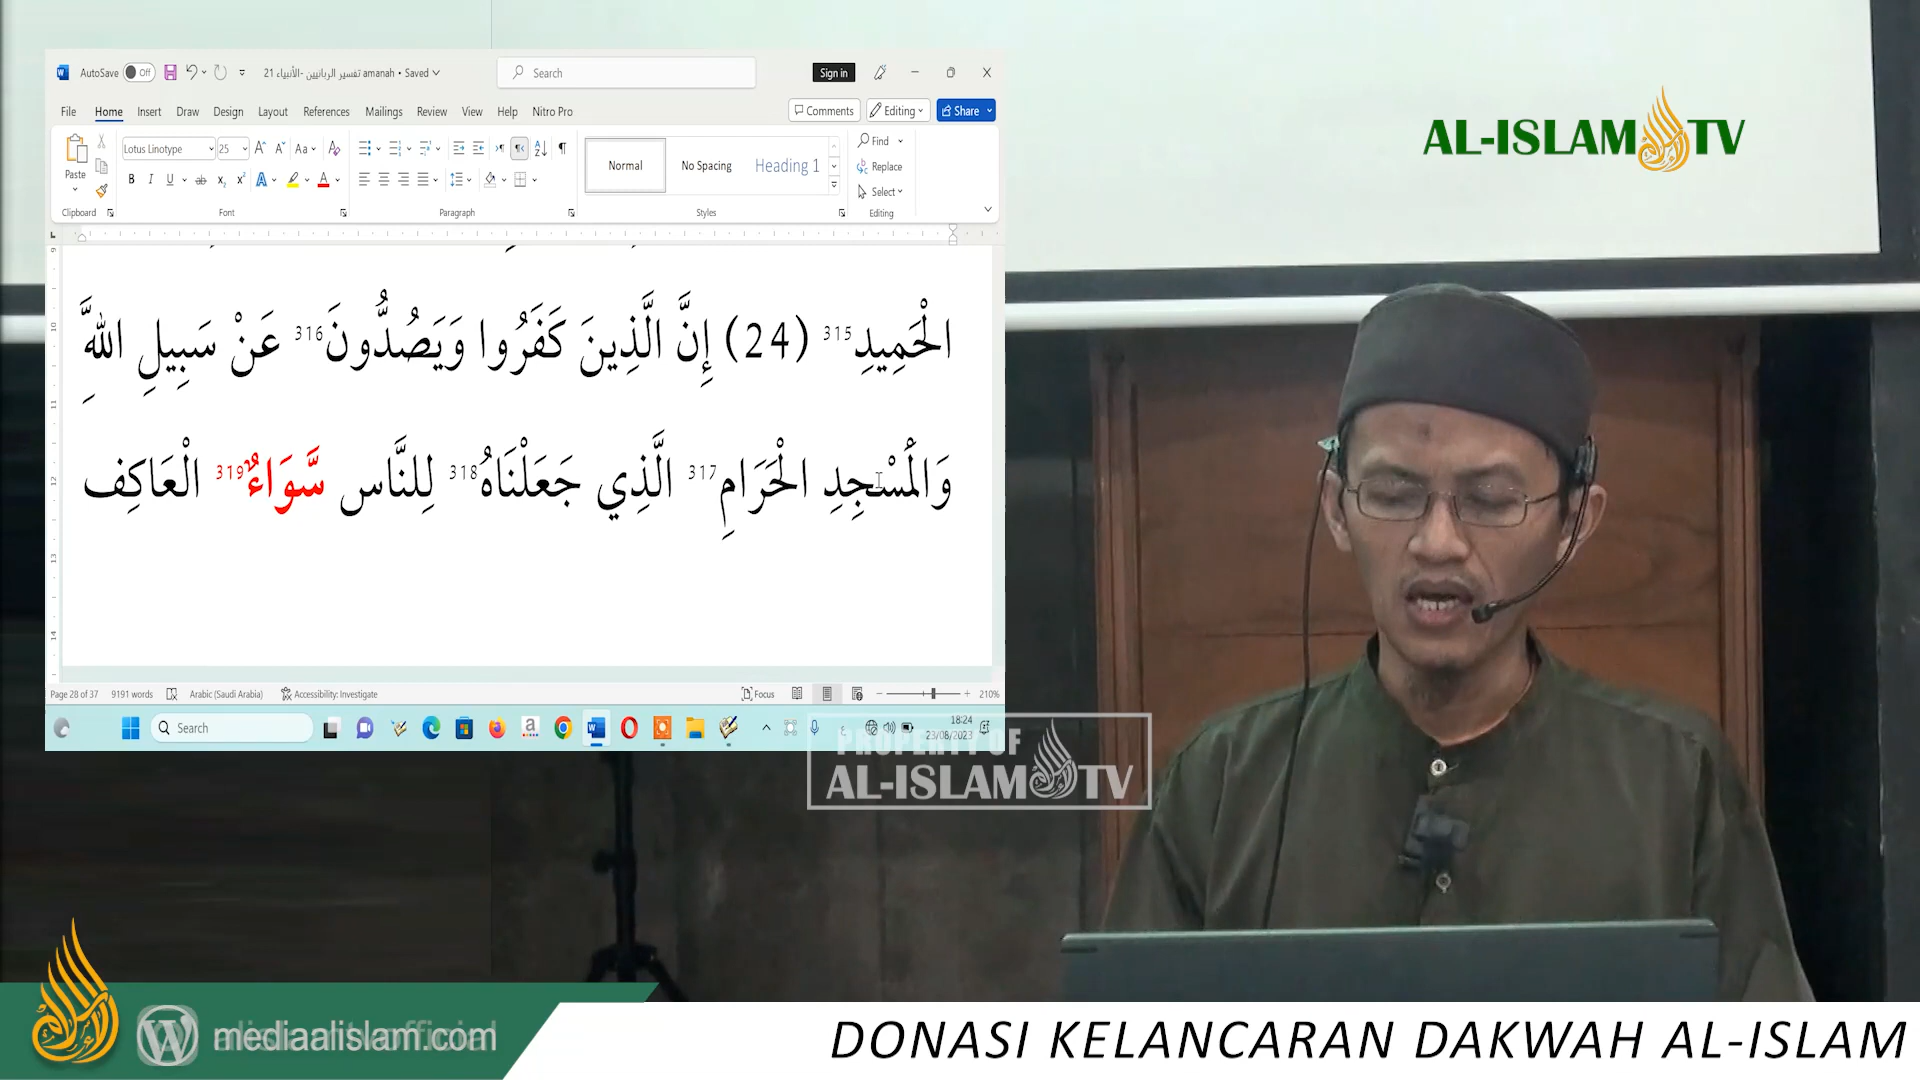 AutoSave Off 21 الأنبياء- تفسير الربانيين amanah • Saved
Search
Sign in
File Home Insert Draw Design Layout References Mailings Review View Help Nitro Pro
Comments Editing Share
Paste
Clipboard
Lotus Linotype 25
Font
Paragraph
Normal No Spacing Heading 1
Styles
Find
Replace
Select
Editing
الْحَمِيدِ315 (24) إِنَّ الَّذِينَ كَفَرُوا وَيَصُدُّونَ316 عَنْ سَبِيلِ اللَّهِ
وَالْمَسْجِدِ الْحَرَامِ317 الَّذِي جَعَلْنَاهُ318 لِلنَّاسِ سَّوَاءٌ319 الْعَاكِف
Page 28 of 37 9191 words Arabic (Saudi Arabia) Accessibility: Investigate Focus 210%
Search
18:24
23/08/2023
AL-ISLAM TV
PROPERTY OF
AL-ISLAM TV
mediaalislam.com
DONASI KELANCARAN DAKWAH AL-ISLAM